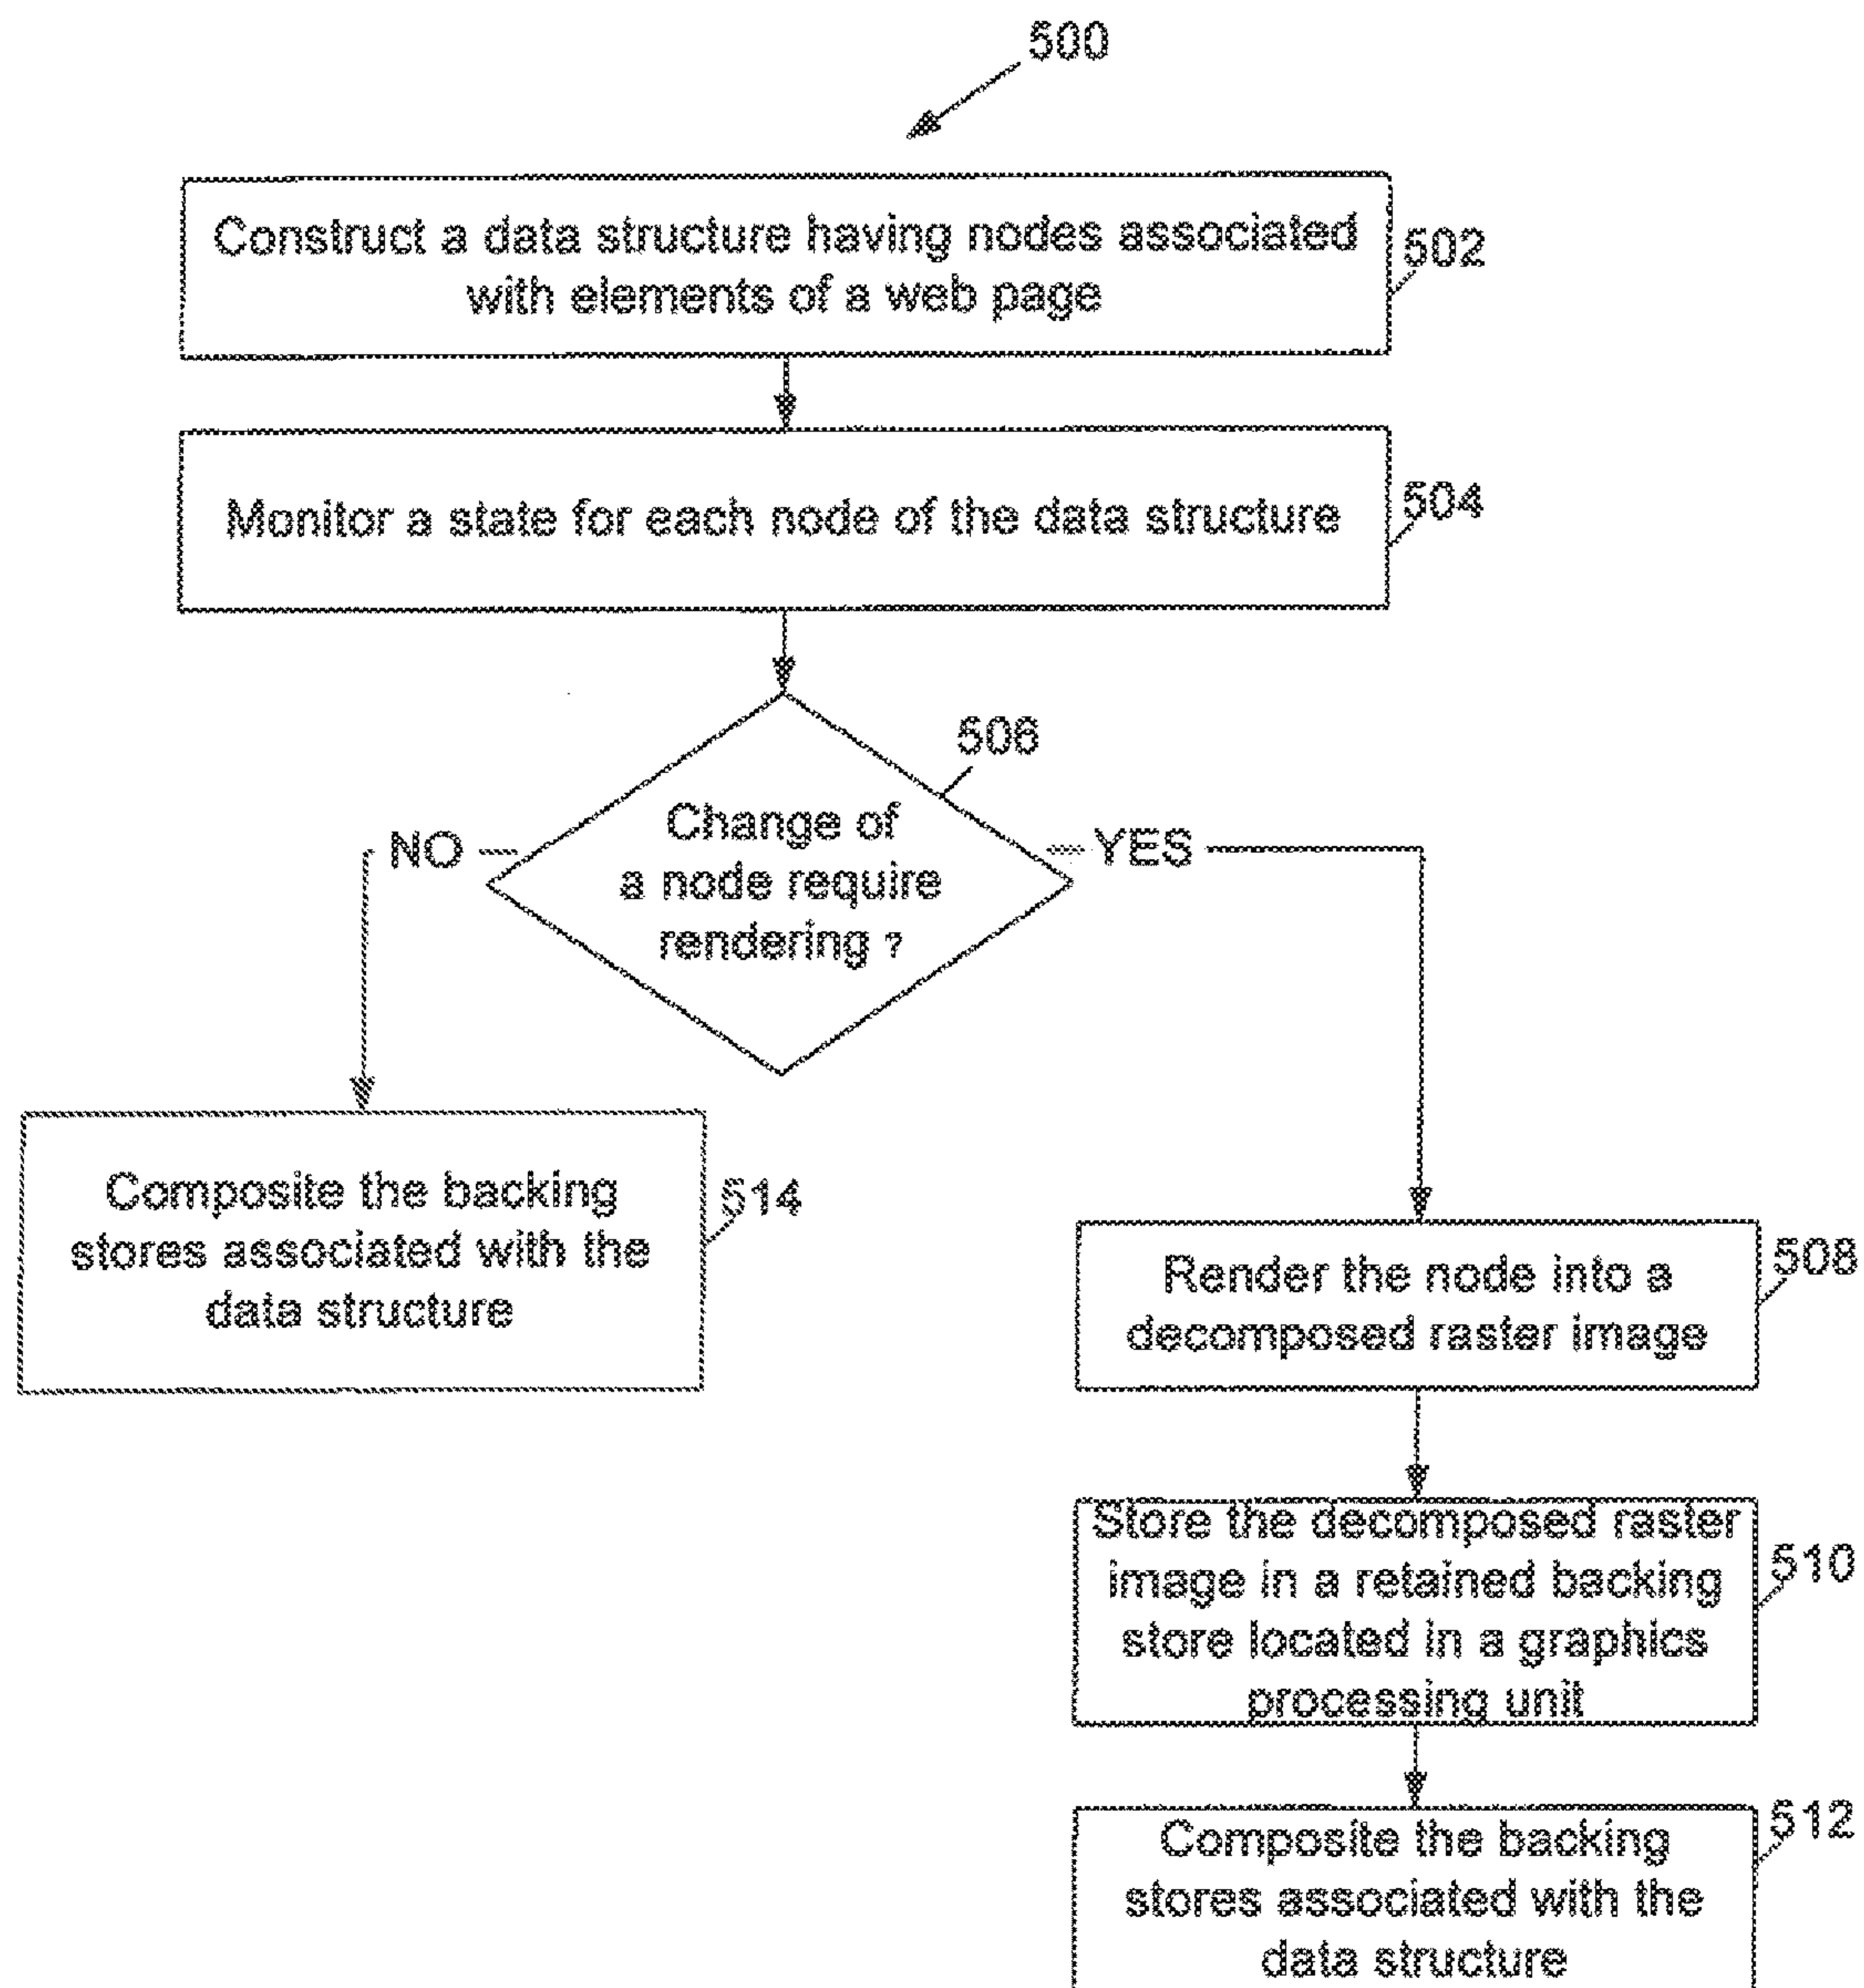 500
Construct a data structure having nodes associated
with elements of a web page
502
Monitor a state for each node of the data structure
504
506
Change of
a node require
rendering ?
NO
YES
Composite the backing
stores associated with the
data structure
514
Render the node into a
decomposed raster image
508
Store the decomposed raster
image in a retained backing
store located in a graphics
processing unit
510
Composite the backing
stores associated with the
data structure
512